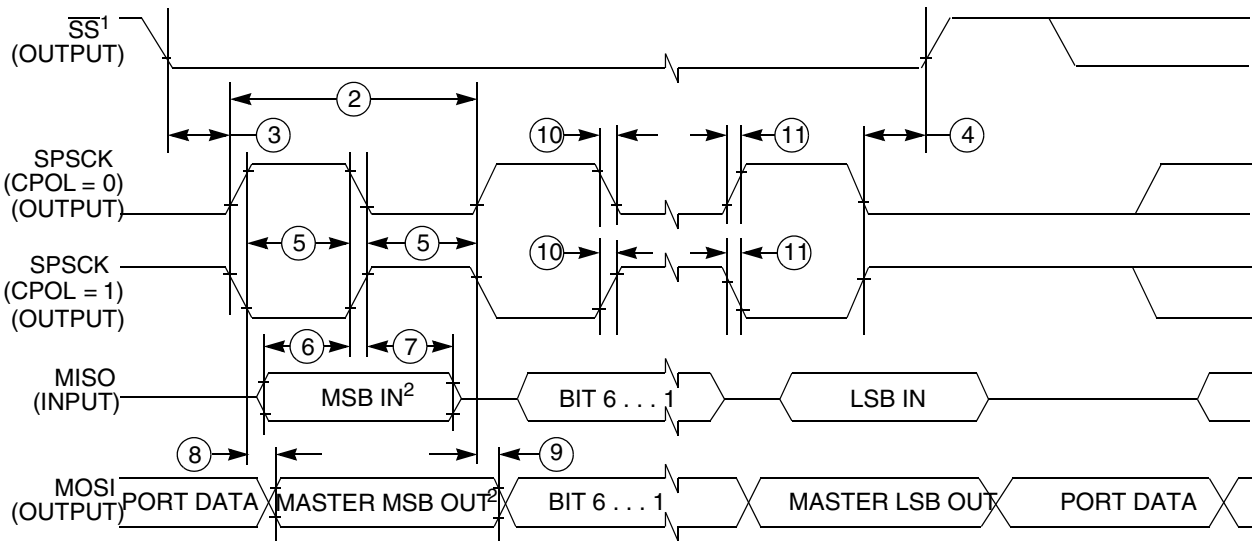 SS¹
(OUTPUT)
2
3
10
11
4
SPSCK
(CPOL = 0)
(OUTPUT)
5
5
10
11
SPSCK
(CPOL = 1)
(OUTPUT)
6
7
MISO
(INPUT)
MSB IN²
BIT 6 . . . 1
LSB IN
8
9
MOSI
(OUTPUT)
PORT DATA
MASTER MSB OUT²
BIT 6 . . . 1
MASTER LSB OUT
PORT DATA